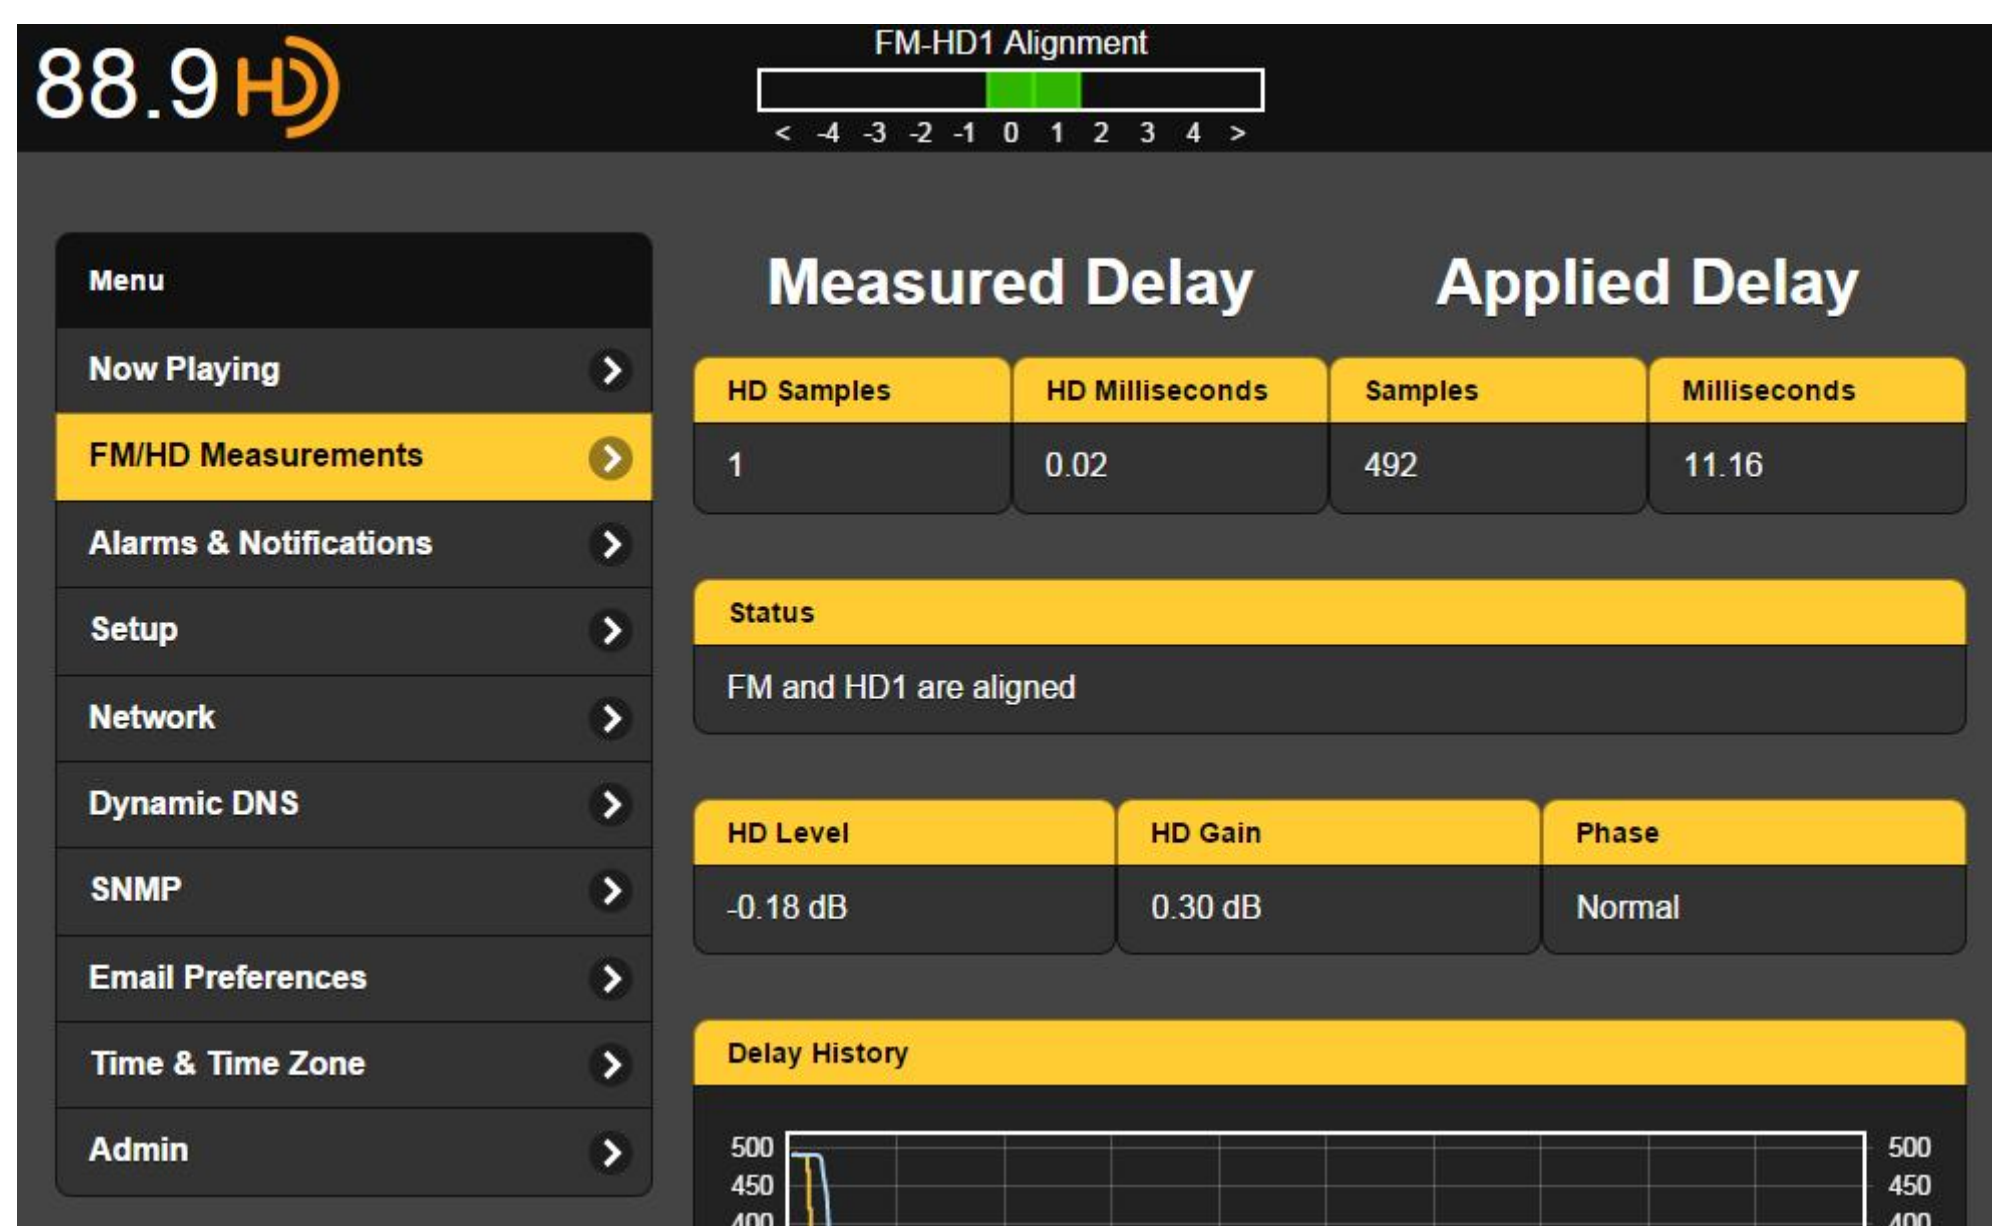 88.9 HD
FM-HD1 Alignment
< -4 -3 -2 -1 0 1 2 3 4 >
Menu
Now Playing
FM/HD Measurements
Alarms & Notifications
Setup
Network
Dynamic DNS
SNMP
Email Preferences
Time & Time Zone
Admin
Measured Delay Applied Delay
HD Samples HD Milliseconds Samples Milliseconds
1 0.02 492 11.16
Status
FM and HD1 are aligned
HD Level HD Gain Phase
-0.18 dB 0.30 dB Normal
Delay History
500 500
450 450
400 400